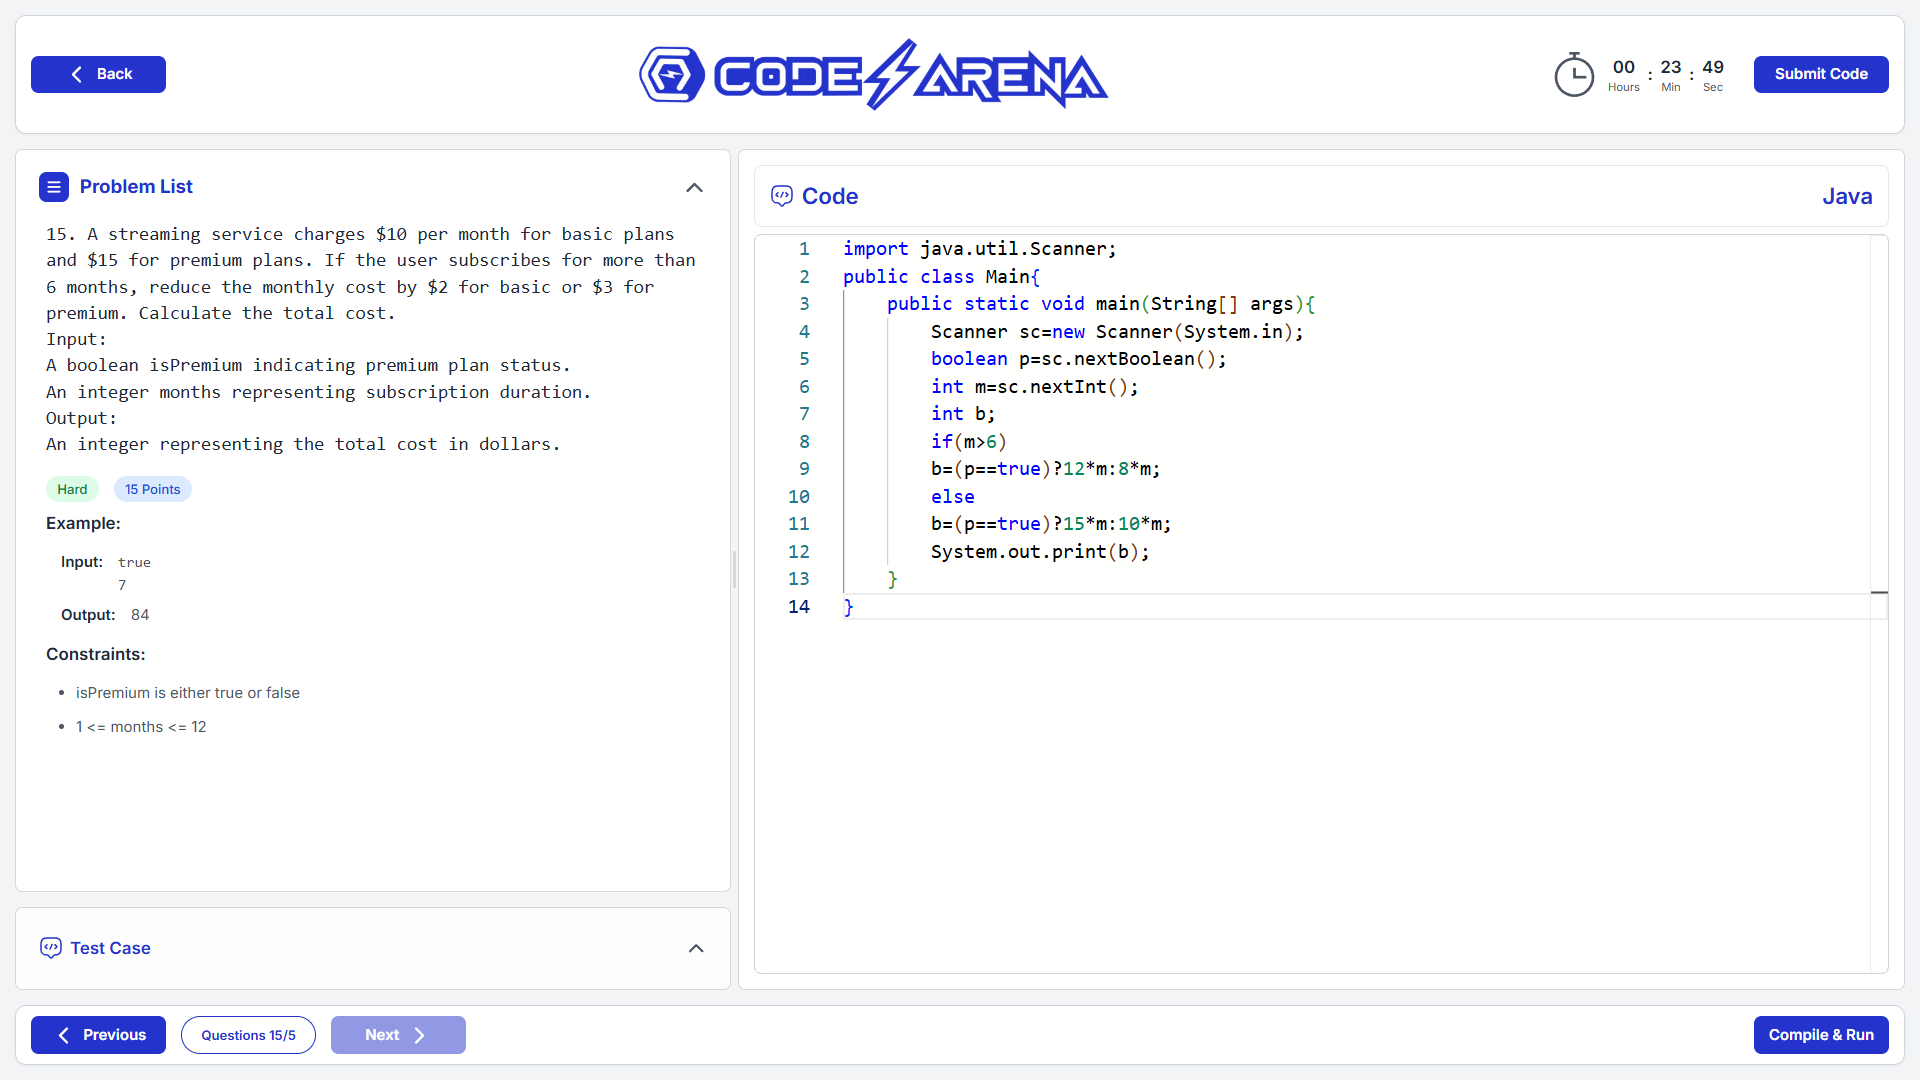 Back
CODE ARENA
00 : 23 : 49
Hours Min Sec
Submit Code
Problem List
15. A streaming service charges $10 per month for basic plans
and $15 for premium plans. If the user subscribes for more than
6 months, reduce the monthly cost by $2 for basic or $3 for
premium. Calculate the total cost.
Input:
A boolean isPremium indicating premium plan status.
An integer months representing subscription duration.
Output:
An integer representing the total cost in dollars.
Hard 15 Points
Example:
Input: true
7
Output: 84
Constraints:
• isPremium is either true or false
• 1 <= months <= 12
Test Case
Code
Java
1 import java.util.Scanner;
2 public class Main{
3     public static void main(String[] args){
4         Scanner sc=new Scanner(System.in);
5         boolean p=sc.nextBoolean();
6         int m=sc.nextInt();
7         int b;
8         if(m>6)
9         b=(p==true)?12*m:8*m;
10         else
11         b=(p==true)?15*m:10*m;
12         System.out.print(b);
13     }
14 }
Previous
Questions 15/5
Next
Compile & Run